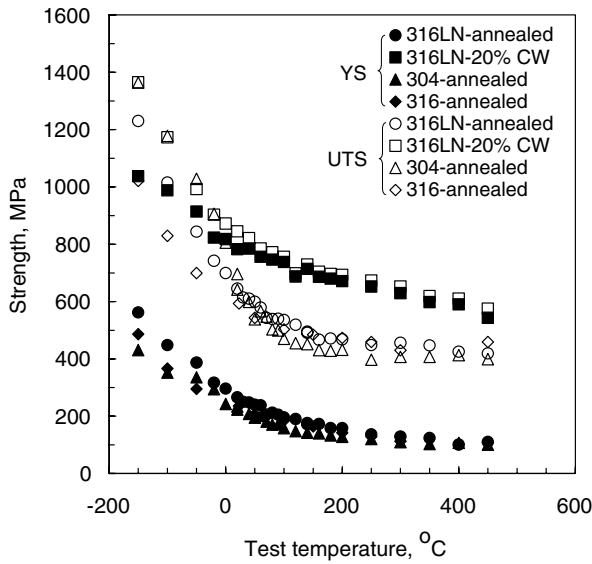 1600
1400
1200
1000
800
600
400
200
0
-200
0
200
400
600
Strength, MPa
Test temperature, °C
YS
316LN-annealed
316LN-20% CW
304-annealed
316-annealed
UTS
316LN-annealed
316LN-20% CW
304-annealed
316-annealed